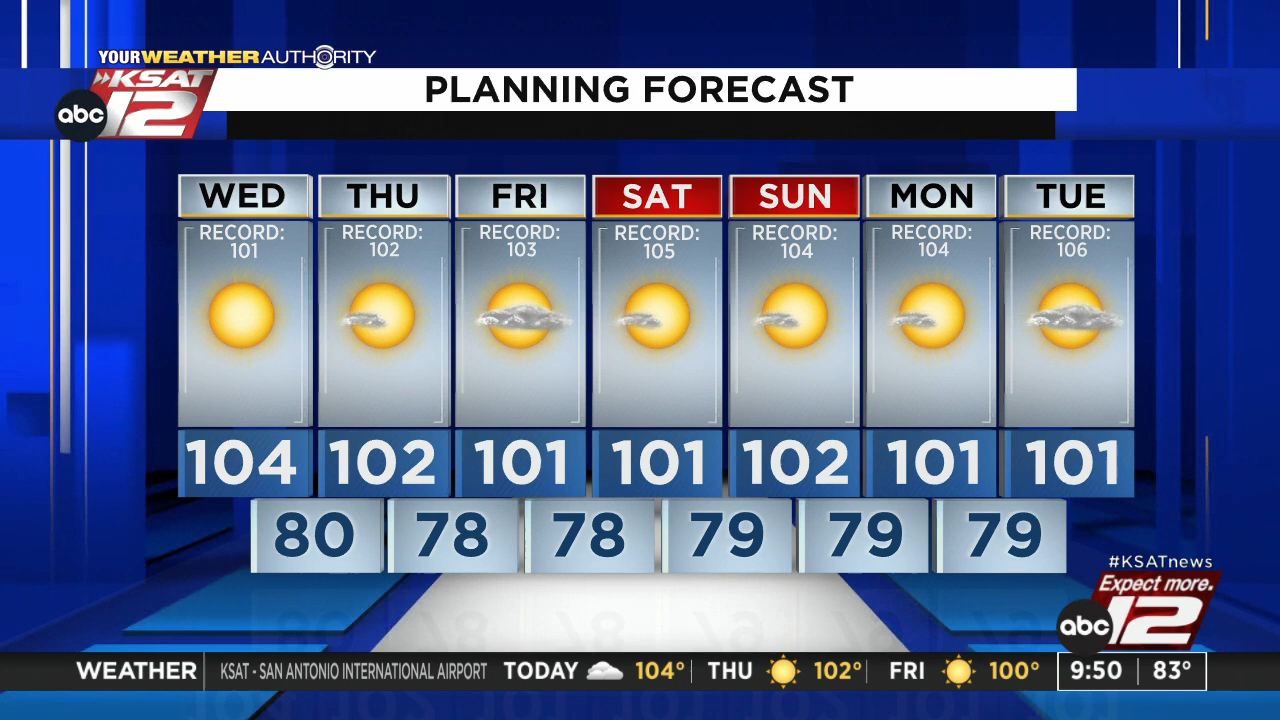 YOURWEATHERAUTHORITY
KSAT
abc 12
PLANNING FORECAST
WED THU FRI SAT SUN MON TUE
RECORD: RECORD: RECORD: RECORD: RECORD: RECORD: RECORD:
101 102 103 105 104 104 106
104 102 101 101 102 101 101
80 78 78 79 79 79
#KSATnews
Expect more.
abc 12
WEATHER KSAT - SAN ANTONIO INTERNATIONAL AIRPORT TODAY 104° THU 102° FRI 100° 9:50 83°